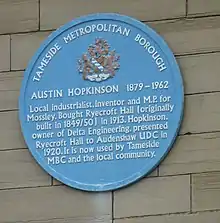 TAMESIDE METROPOLITAN BOROUGH
AUSTIN HOPKINSON 1879-1962
Local industrialist, Inventor and M.P. for
Mossley. Bought Ryecroft Hall (originally
built in 1849/50) in 1913. Hopkinson,
owner of Delta Engineering, presented
Ryecroft Hall to Audenshaw UDC in
1920. It is now used by Tameside
MBC and the local community.